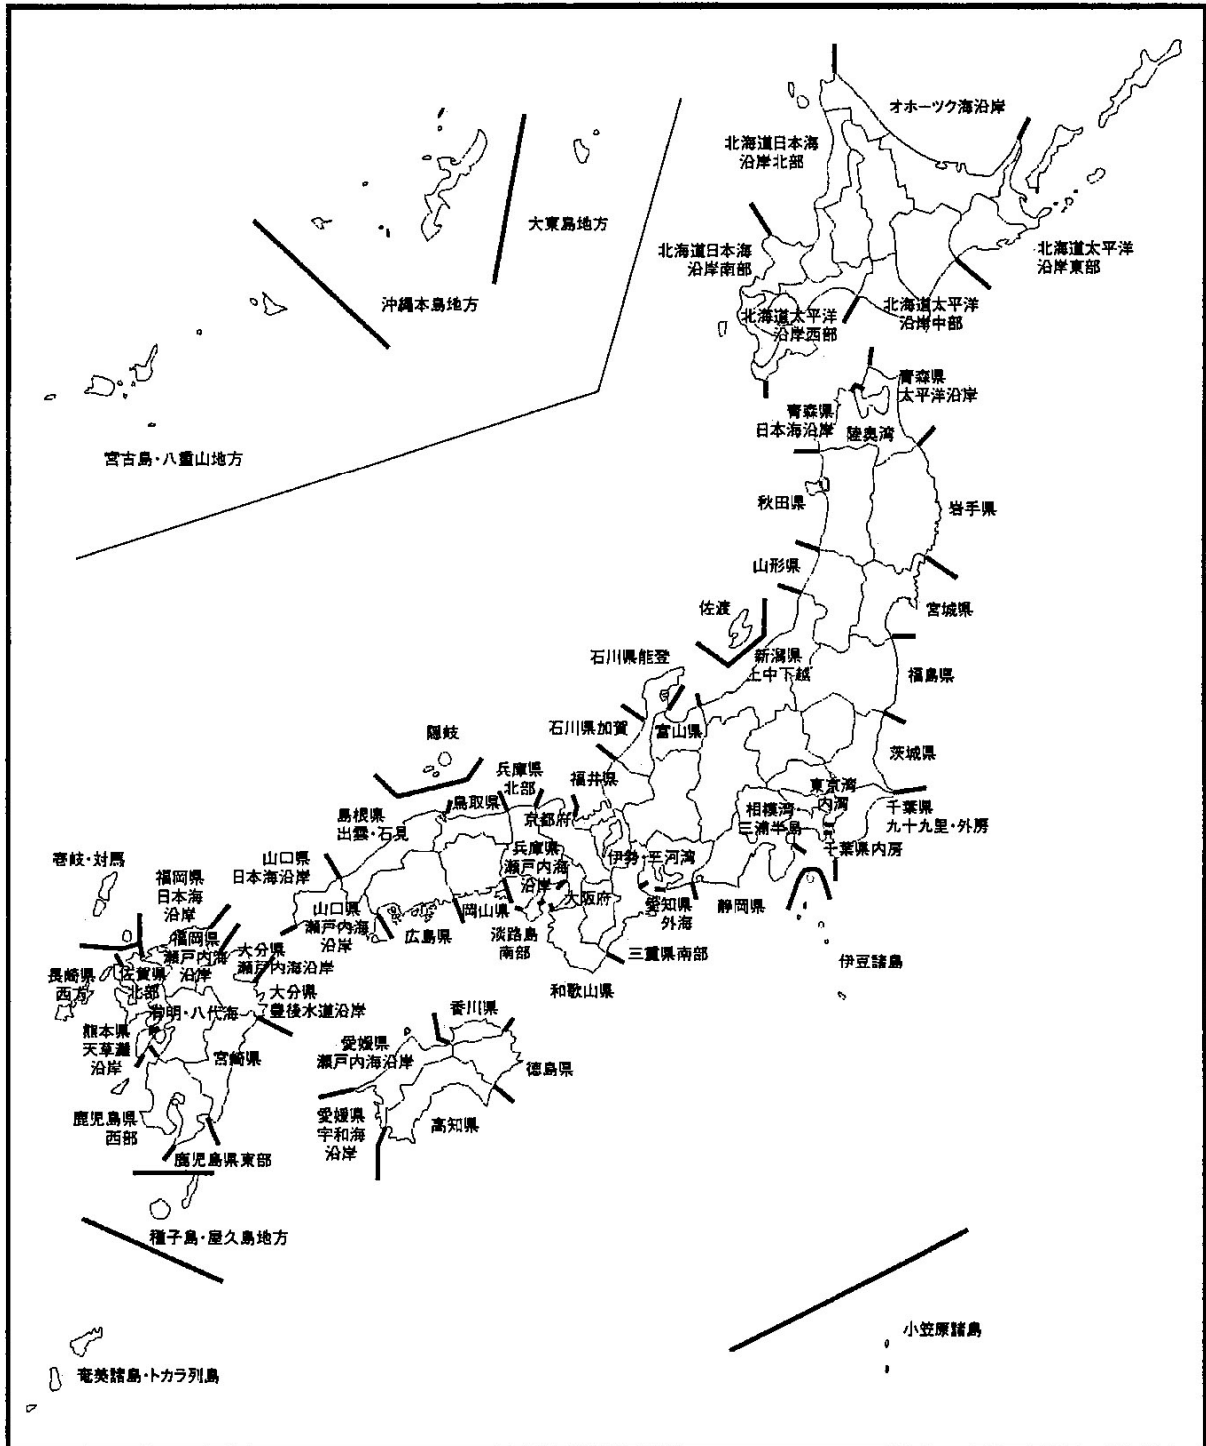 オホーツク海沿岸
北海道日本海
沿岸北部
大東島地方
北海道日本海
沿岸南部
北海道太平洋
沿岸東部
沖縄本島地方
北海道太平洋
沿岸西部
北海道太平洋
沿岸中部
青森県
太平洋沿岸
青森県
日本海沿岸
陸奥湾
宮古島・八重山地方
秋田県
岩手県
山形県
佐渡
宮城県
石川県能登
新潟県
上中下越
福島県
石川県加賀
富山県
隠岐
茨城県
兵庫県
北部
福井県
東京湾
内湾
鳥取県
京都府
相模湾・
三浦半島
千葉県
九十九里・外房
島根県
出雲・石見
千葉県内房
兵庫県
瀬戸内海
沿岸
伊勢・三河湾
壱岐・対馬
山口県
日本海沿岸
福岡県
日本海
沿岸
大阪府
愛知県
外海
静岡県
山口県
瀬戸内海
沿岸
岡山県
広島県
淡路島
南部
福岡県
瀬戸内海
沿岸
大分県
瀬戸内海沿岸
三重県南部
伊豆諸島
長崎県
西方
佐賀県
北部
大分県
豊後水道沿岸
和歌山県
有明・八代海
香川県
熊本県
天草灘
沿岸
宮崎県
愛媛県
瀬戸内海沿岸
徳島県
鹿児島県
西部
愛媛県
宇和海
沿岸
高知県
鹿児島県東部
種子島・屋久島地方
小笠原諸島
奄美諸島・トカラ列島